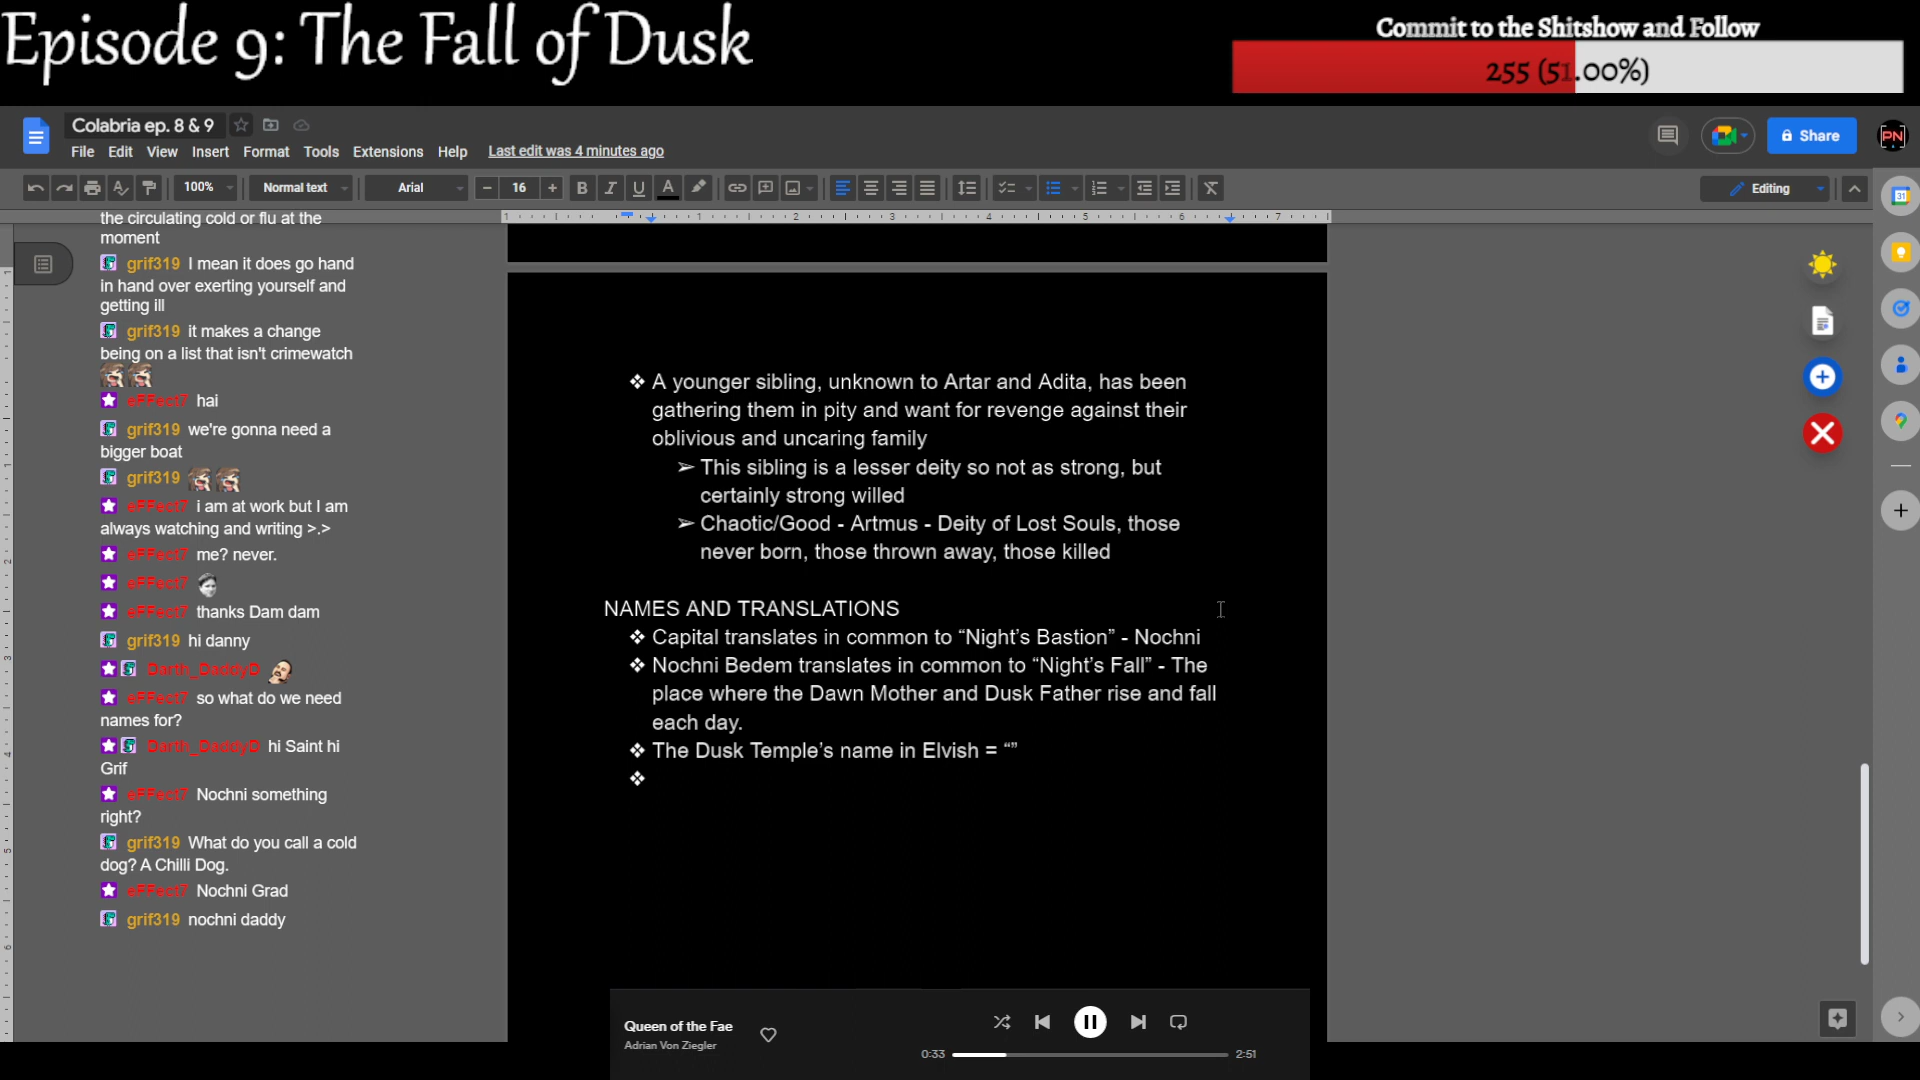 Episode 9: The Fall of Dusk
Commit to the Shitshow and Follow
255 (51.00%)
Colabria ep. 8 & 9
File Edit View Insert Format Tools Extensions Help Last edit was 4 minutes ago
Share
PN
100% Normal text Arial 16
Editing
the circulating cold or flu at the
moment
grif319 I mean it does go hand
in hand over exerting yourself and
getting ill
grif319 it makes a change
being on a list that isn't crimewatch
eFFect7 hai
grif319 we're gonna need a
bigger boat
grif319
eFFect7 i am at work but I am
always watching and writing >.>
eFFect7 me? never.
eFFect7
eFFect7 thanks Dam dam
grif319 hi danny
Darth_DaddyD
eFFect7 so what do we need
names for?
Darth_DaddyD hi Saint hi
Grif
eFFect7 Nochni something
right?
grif319 What do you call a cold
dog? A Chilli Dog.
eFFect7 Nochni Grad
grif319 nochni daddy
❖ A younger sibling, unknown to Artar and Adita, has been
gathering them in pity and want for revenge against their
oblivious and uncaring family
➢ This sibling is a lesser deity so not as strong, but
certainly strong willed
➢ Chaotic/Good - Artmus - Deity of Lost Souls, those
never born, those thrown away, those killed
NAMES AND TRANSLATIONS
❖ Capital translates in common to “Night’s Bastion” - Nochni
❖ Nochni Bedem translates in common to “Night’s Fall” - The
place where the Dawn Mother and Dusk Father rise and fall
each day.
❖ The Dusk Temple’s name in Elvish = “”
❖
Queen of the Fae
Adrian Von Ziegler
0:33 2:51